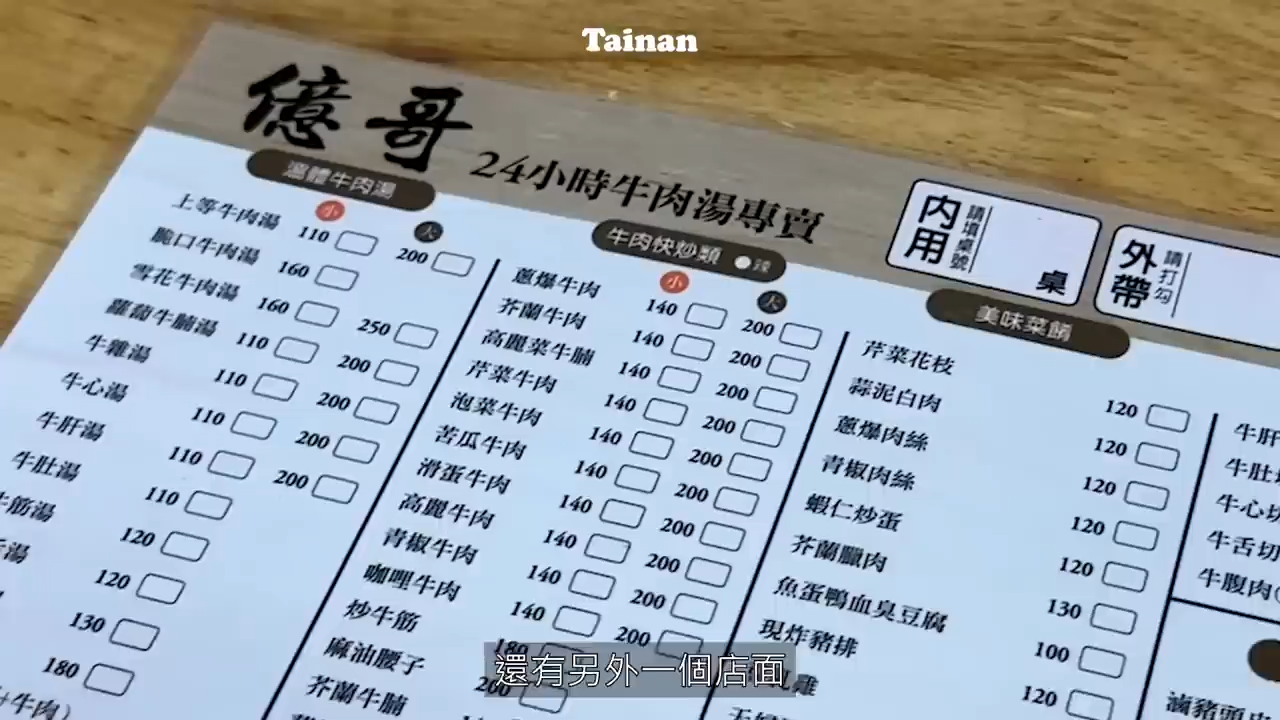 Tainan
億哥
24小時牛肉湯專賣
內用
請填桌號
桌
外帶
請打勾
溫體牛肉湯
小 大
上等牛肉湯 110 200
脆口牛肉湯 160
雪花牛肉湯 160 250
蘿蔔牛腩湯 110 200
牛雜湯 110 200
牛心湯 110 200
牛肝湯 110 200
牛肚湯 110
牛筋湯 120
120
130
180
牛肉快炒類 辣
小 大
蔥爆牛肉 140 200
芥蘭牛肉 140 200
高麗菜牛腩 140 200
芹菜牛肉 140 200
泡菜牛肉 140 200
苦瓜牛肉 140 200
滑蛋牛肉 140 200
高麗牛肉 140 200
青椒牛肉 140 200
咖哩牛肉 140 200
炒牛筋 180
麻油腰子 200
芥蘭牛腩
美味菜餚
芹菜花枝 120
蒜泥白肉 120
蔥爆肉絲 120
青椒肉絲 120
蝦仁炒蛋 120
芥蘭臘肉 130
魚蛋鴨血臭豆腐 100
現炸豬排 120
雞
牛肝
牛肚
牛心切
牛舌切
牛腹肉
滷豬頭皮
還有另外一個店面